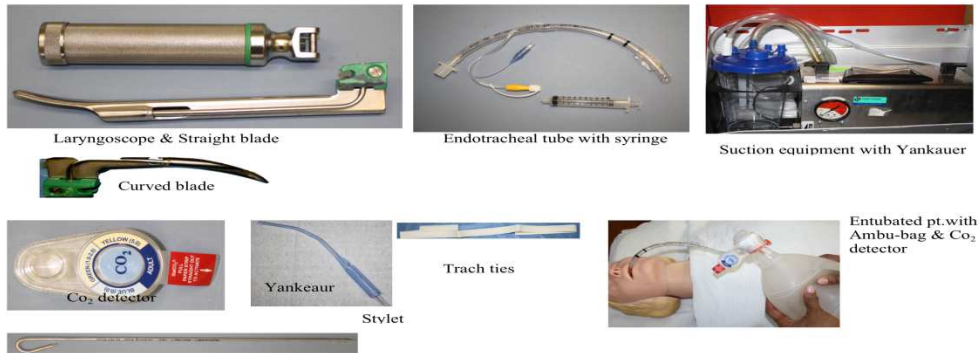 Laryngoscope & Straight blade
Endotracheal tube with syringe
Suction equipment with Yankauer
Curved blade
YELLOW
CO₂
ADULT
Co₂ detector
Yankeaur
Trach ties
Entubated pt.with
Ambu-bag & Co₂
detector
Stylet